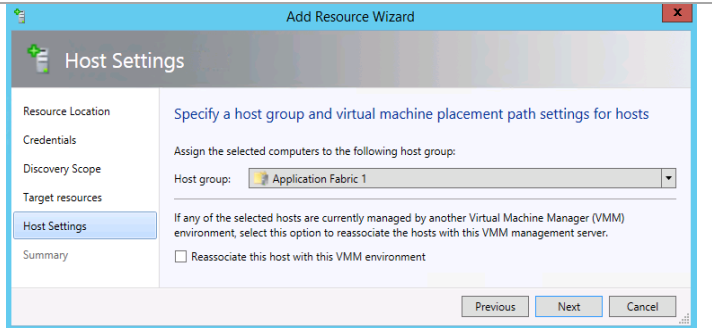 Add Resource Wizard
x
Host Settings
Resource Location
Credentials
Discovery Scope
Target resources
Host Settings
Summary
Specify a host group and virtual machine placement path settings for hosts
Assign the selected computers to the following host group:
Host group: Application Fabric 1
If any of the selected hosts are currently managed by another Virtual Machine Manager (VMM)
environment, select this option to reassociate the hosts with this VMM management server.
Reassociate this host with this VMM environment
Previous Next Cancel